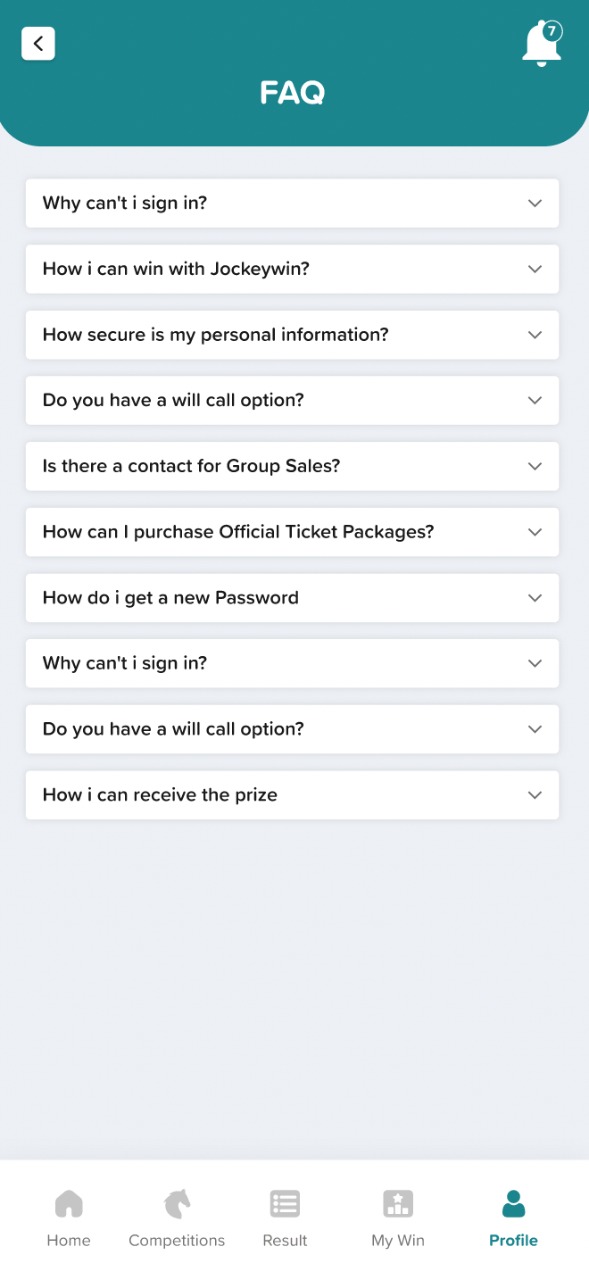 7
FAQ
Why can't i sign in?
How i can win with Jockeywin?
How secure is my personal information?
Do you have a will call option?
Is there a contact for Group Sales?
How can I purchase Official Ticket Packages?
How do i get a new Password
Why can't i sign in?
Do you have a will call option?
How i can receive the prize
Home
Competitions
Result
My Win
Profile